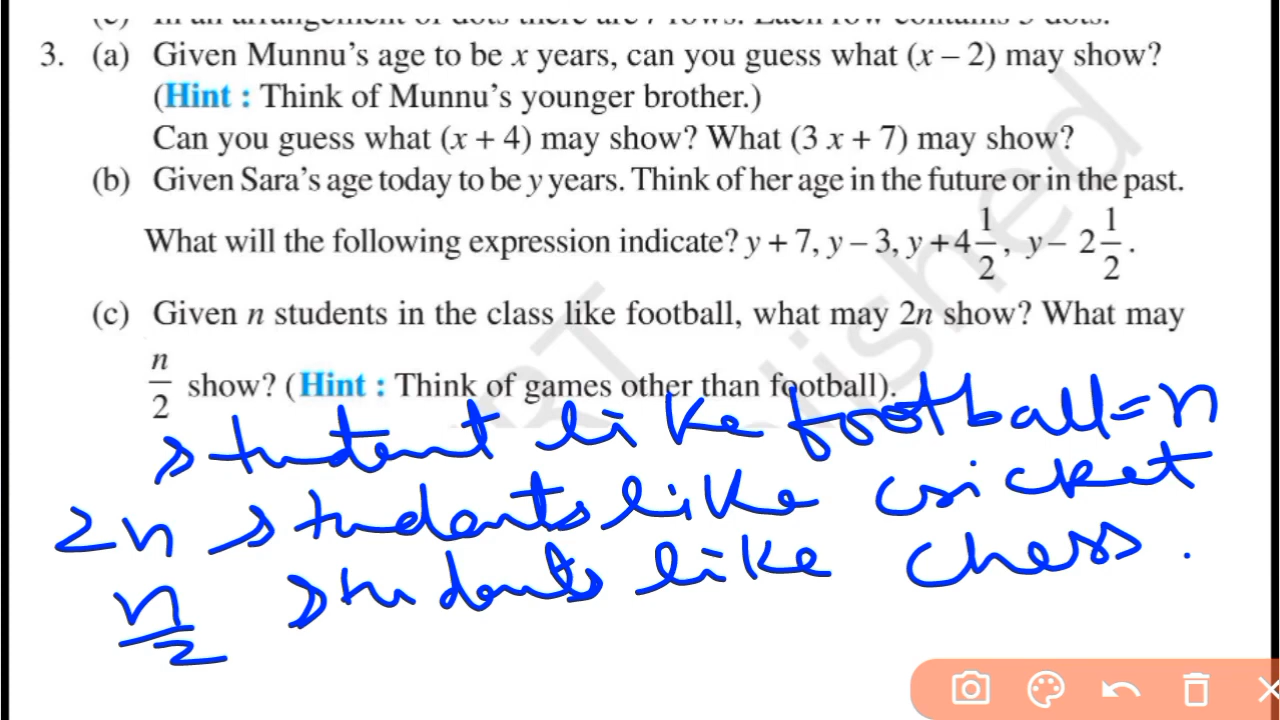 3. (a) Given Munnu's age to be x years, can you guess what (x – 2) may show?
(Hint : Think of Munnu's younger brother.)
Can you guess what (x + 4) may show? What (3 x + 7) may show?
(b) Given Sara's age today to be y years. Think of her age in the future or in the past.
What will the following expression indicate? y + 7, y – 3, y + 4 1/2, y – 2 1/2.
(c) Given n students in the class like football, what may 2n show? What may
n/2 show? (Hint : Think of games other than football).
student like football = n
2n students like cricket
n/2 students like chess.